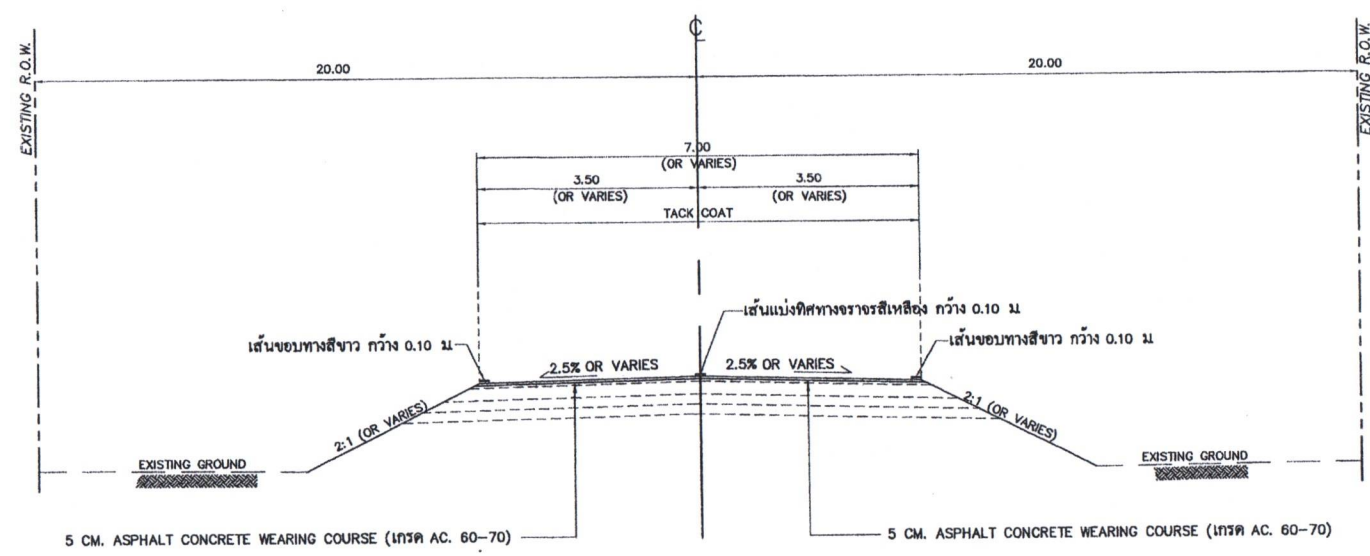 ℄
EXISTING R.O.W.
EXISTING R.O.W.
20.00
20.00
7.00
(OR VARIES)
3.50
(OR VARIES)
3.50
(OR VARIES)
TACK COAT
เส้นแบ่งทิศทางจราจรสีเหลือง กว้าง 0.10 ม.
เส้นขอบทางสีขาว กว้าง 0.10 ม.
เส้นขอบทางสีขาว กว้าง 0.10 ม.
2.5% OR VARIES
2.5% OR VARIES
2:1 (OR VARIES)
2:1 (OR VARIES)
EXISTING GROUND
EXISTING GROUND
5 CM. ASPHALT CONCRETE WEARING COURSE (เกรด AC. 60-70)
5 CM. ASPHALT CONCRETE WEARING COURSE (เกรด AC. 60-70)